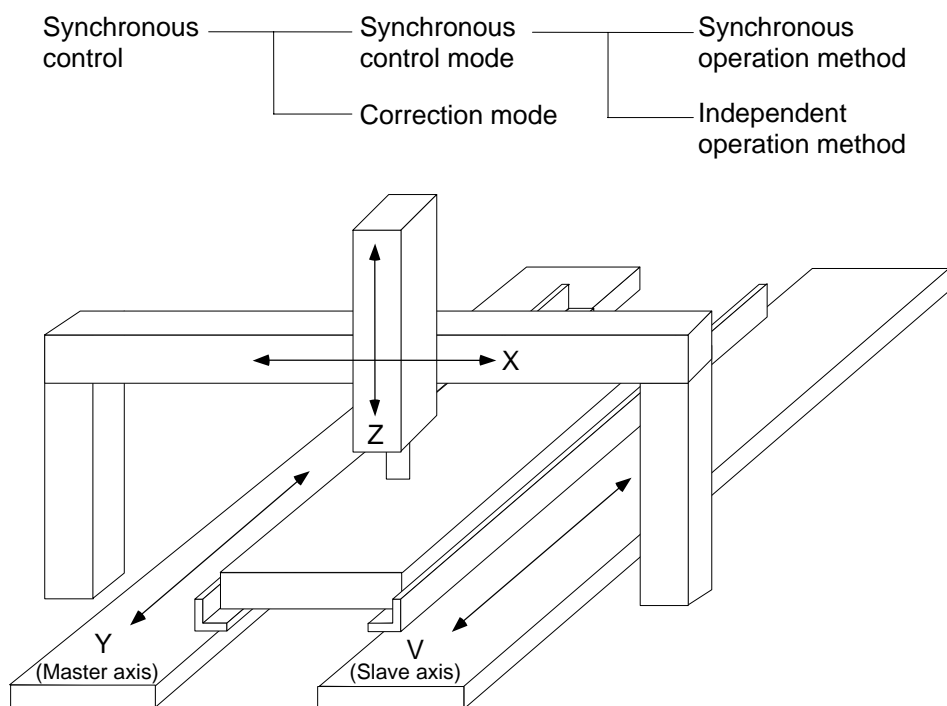 Synchronous
control
Synchronous
control mode
Synchronous
operation method
Correction mode
Independent
operation method
X
Z
Y
(Master axis)
V
(Slave axis)